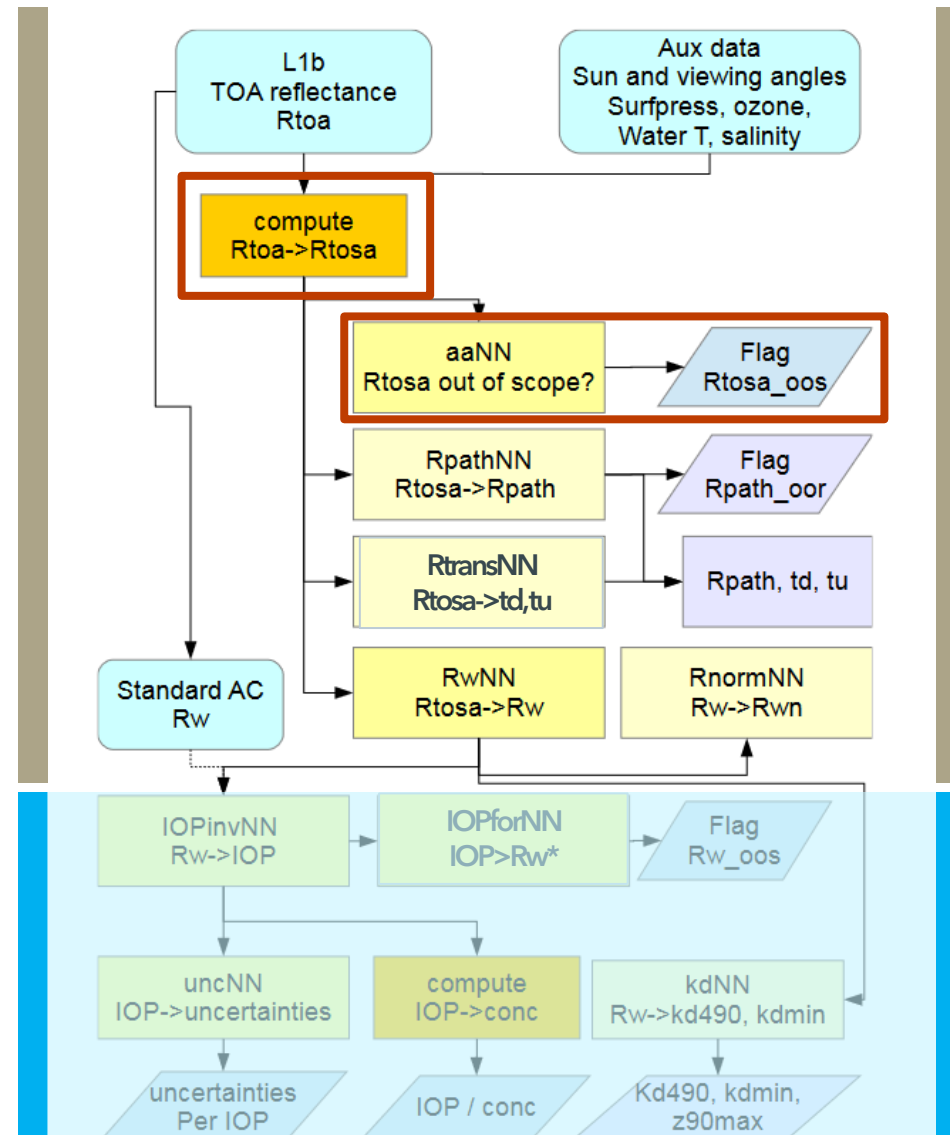 L1b
TOA reflectance
Rtoa
Aux data
Sun and viewing angles
Surfpress, ozone,
Water T, salinity
compute
Rtoa->Rtosa
aaNN
Rtosa out of scope?
Flag
Rtosa_oos
RpathNN
Rtosa->Rpath
Flag
Rpath_oor
RtransNN
Rtosa->td,tu
Rpath, td, tu
Standard AC
Rw
RwNN
Rtosa->Rw
RnormNN
Rw->Rwn
IOPinvNN
Rw->IOP
IOPforNN
IOP>Rw*
Flag
Rw_oos
uncNN
IOP->uncertainties
compute
IOP->conc
kdNN
Rw->kd490, kdmin
uncertainties
Per IOP
IOP / conc
Kd490, kdmin,
z90max